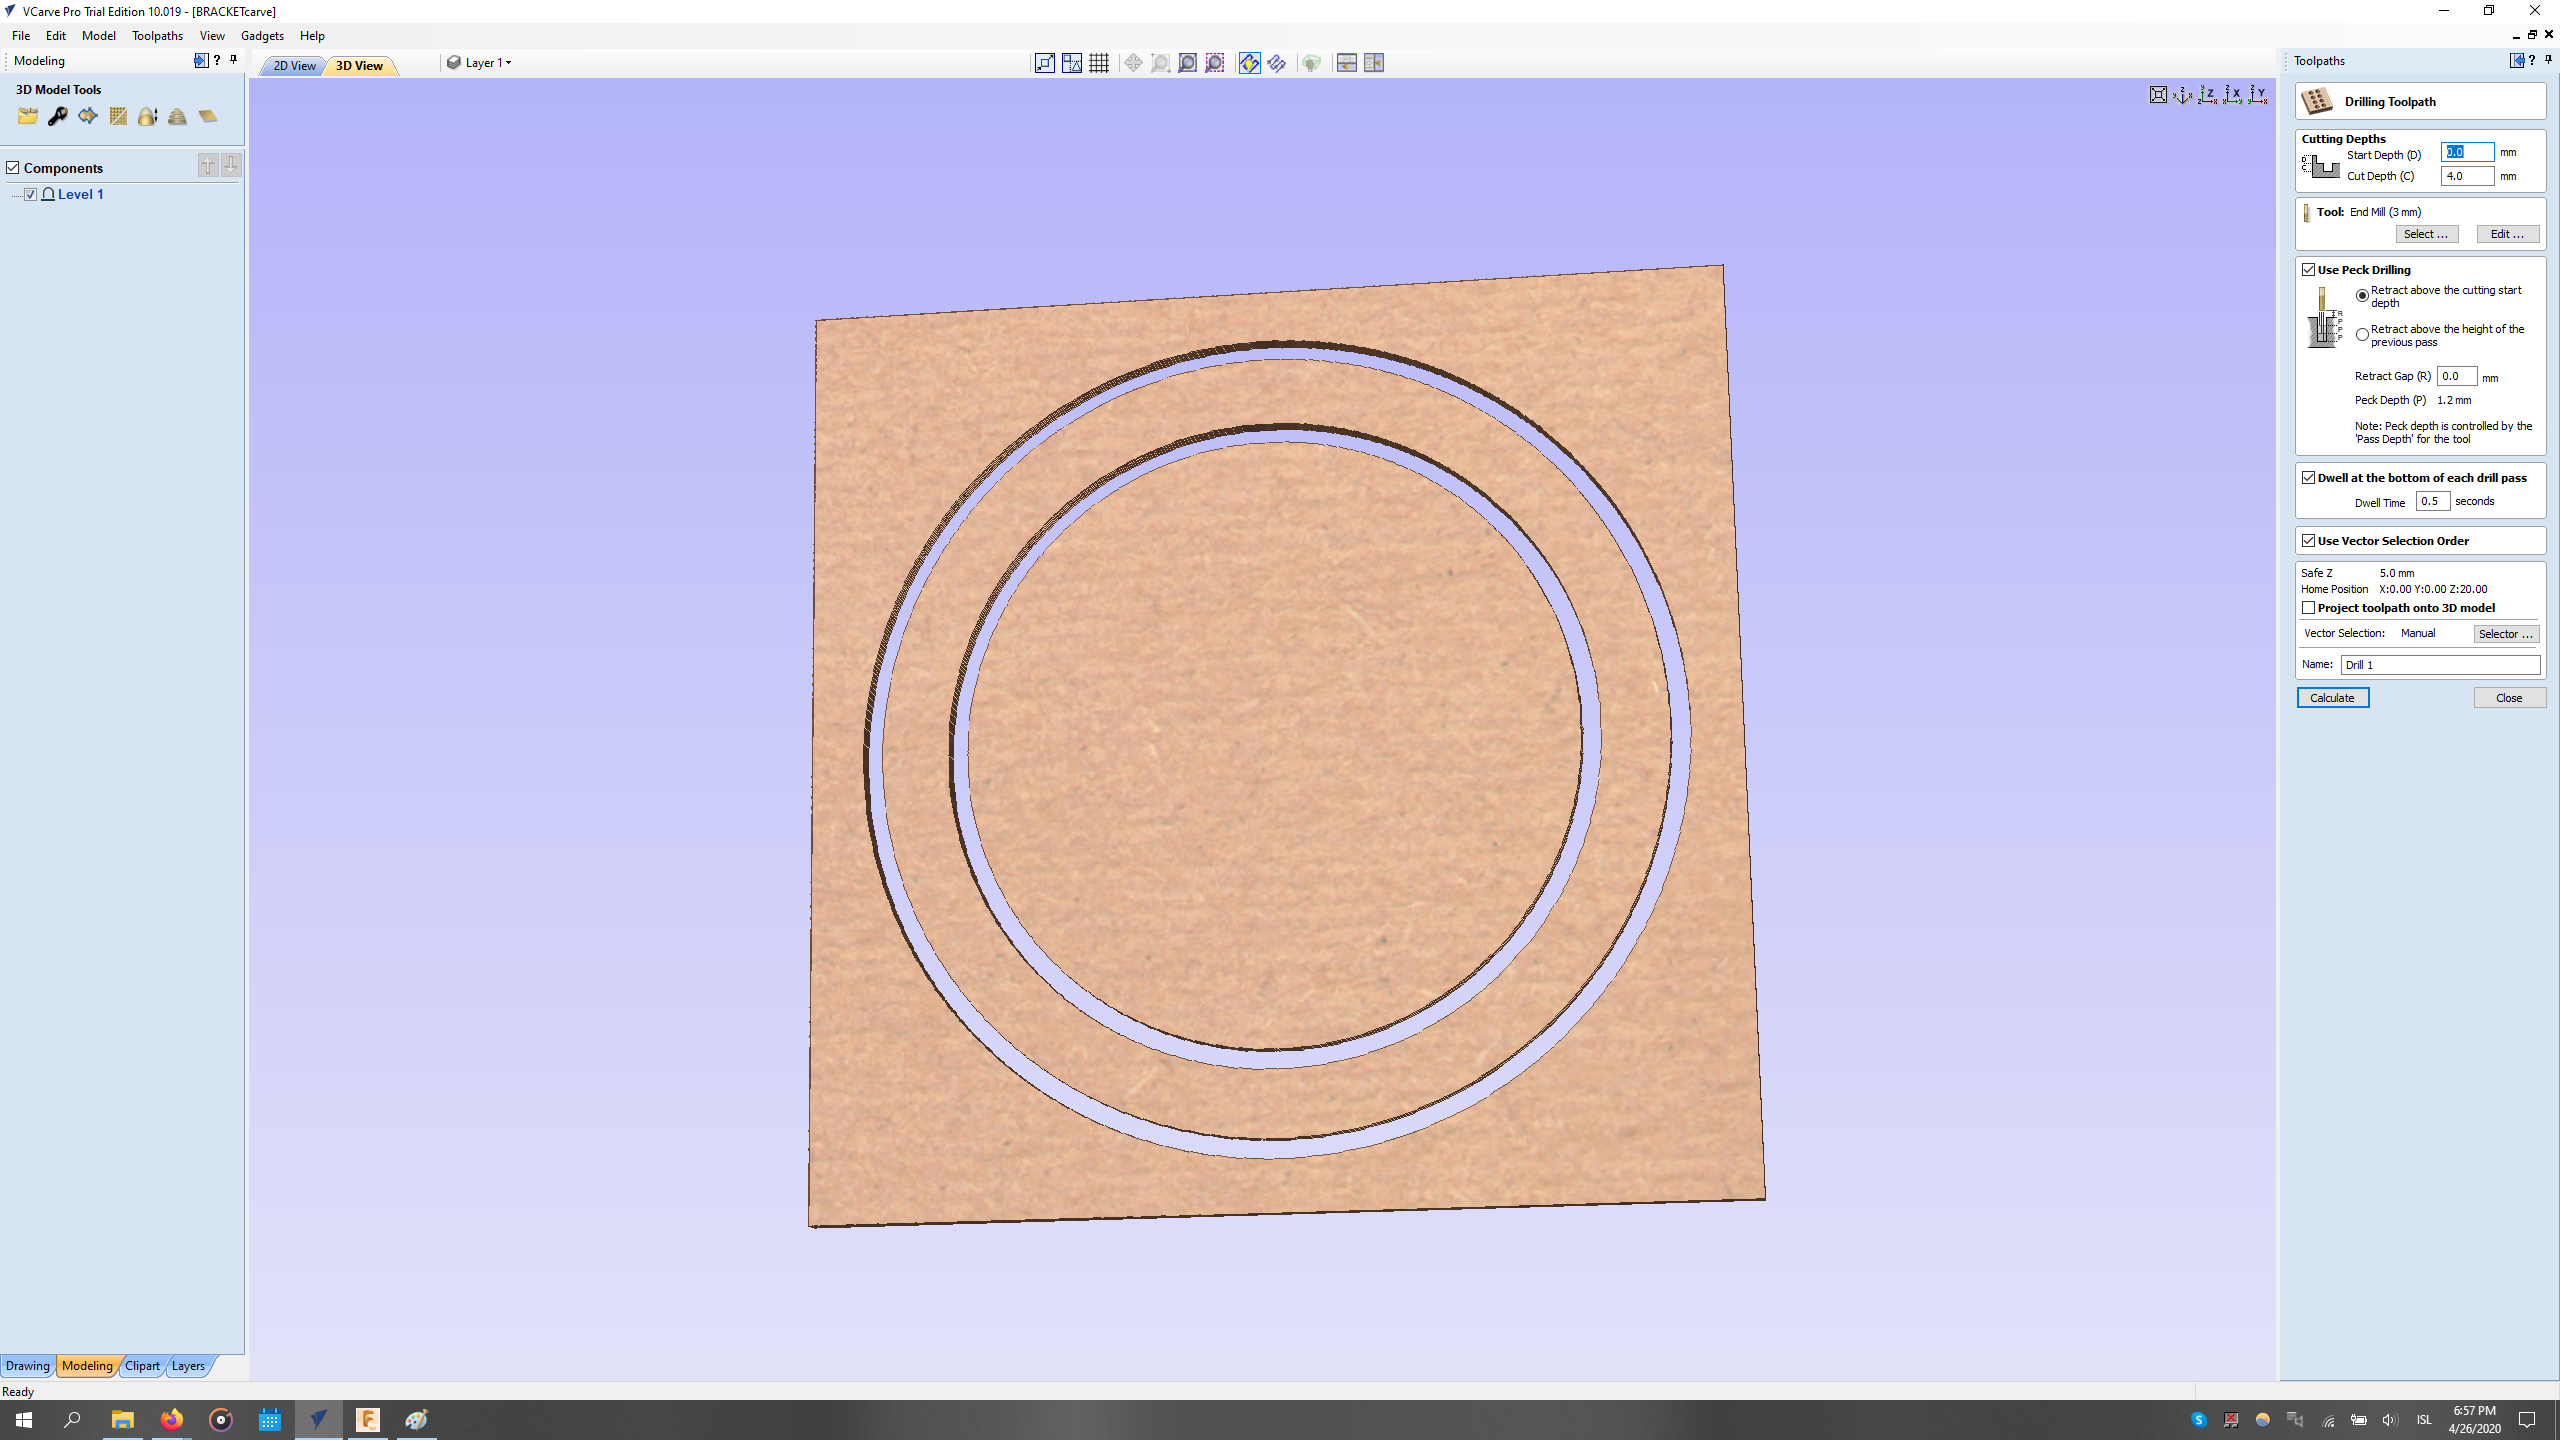 VCarve Pro Trial Edition 10.019 - [BRACKETcarve]
File Edit Model Toolpaths View Gadgets Help
Modeling
3D Model Tools
Components
Level 1
2D View 3D View Layer 1
Toolpaths
Drilling Toolpath
Cutting Depths
Start Depth (D) 0.0 mm
Cut Depth (C) 4.0 mm
Tool: End Mill (3 mm)
Select ... Edit ...
Use Peck Drilling
Retract above the cutting start
depth
Retract above the height of the
previous pass
Retract Gap (R) 0.0 mm
Peck Depth (P) 1.2 mm
Note: Peck depth is controlled by the
'Pass Depth' for the tool
Dwell at the bottom of each drill pass
Dwell Time 0.5 seconds
Use Vector Selection Order
Safe Z 5.0 mm
Home Position X:0.00 Y:0.00 Z:20.00
Project toolpath onto 3D model
Vector Selection: Manual Selector ...
Name: Drill 1
Calculate Close
Drawing Modeling Clipart Layers
Ready
ISL
6:57 PM
4/26/2020